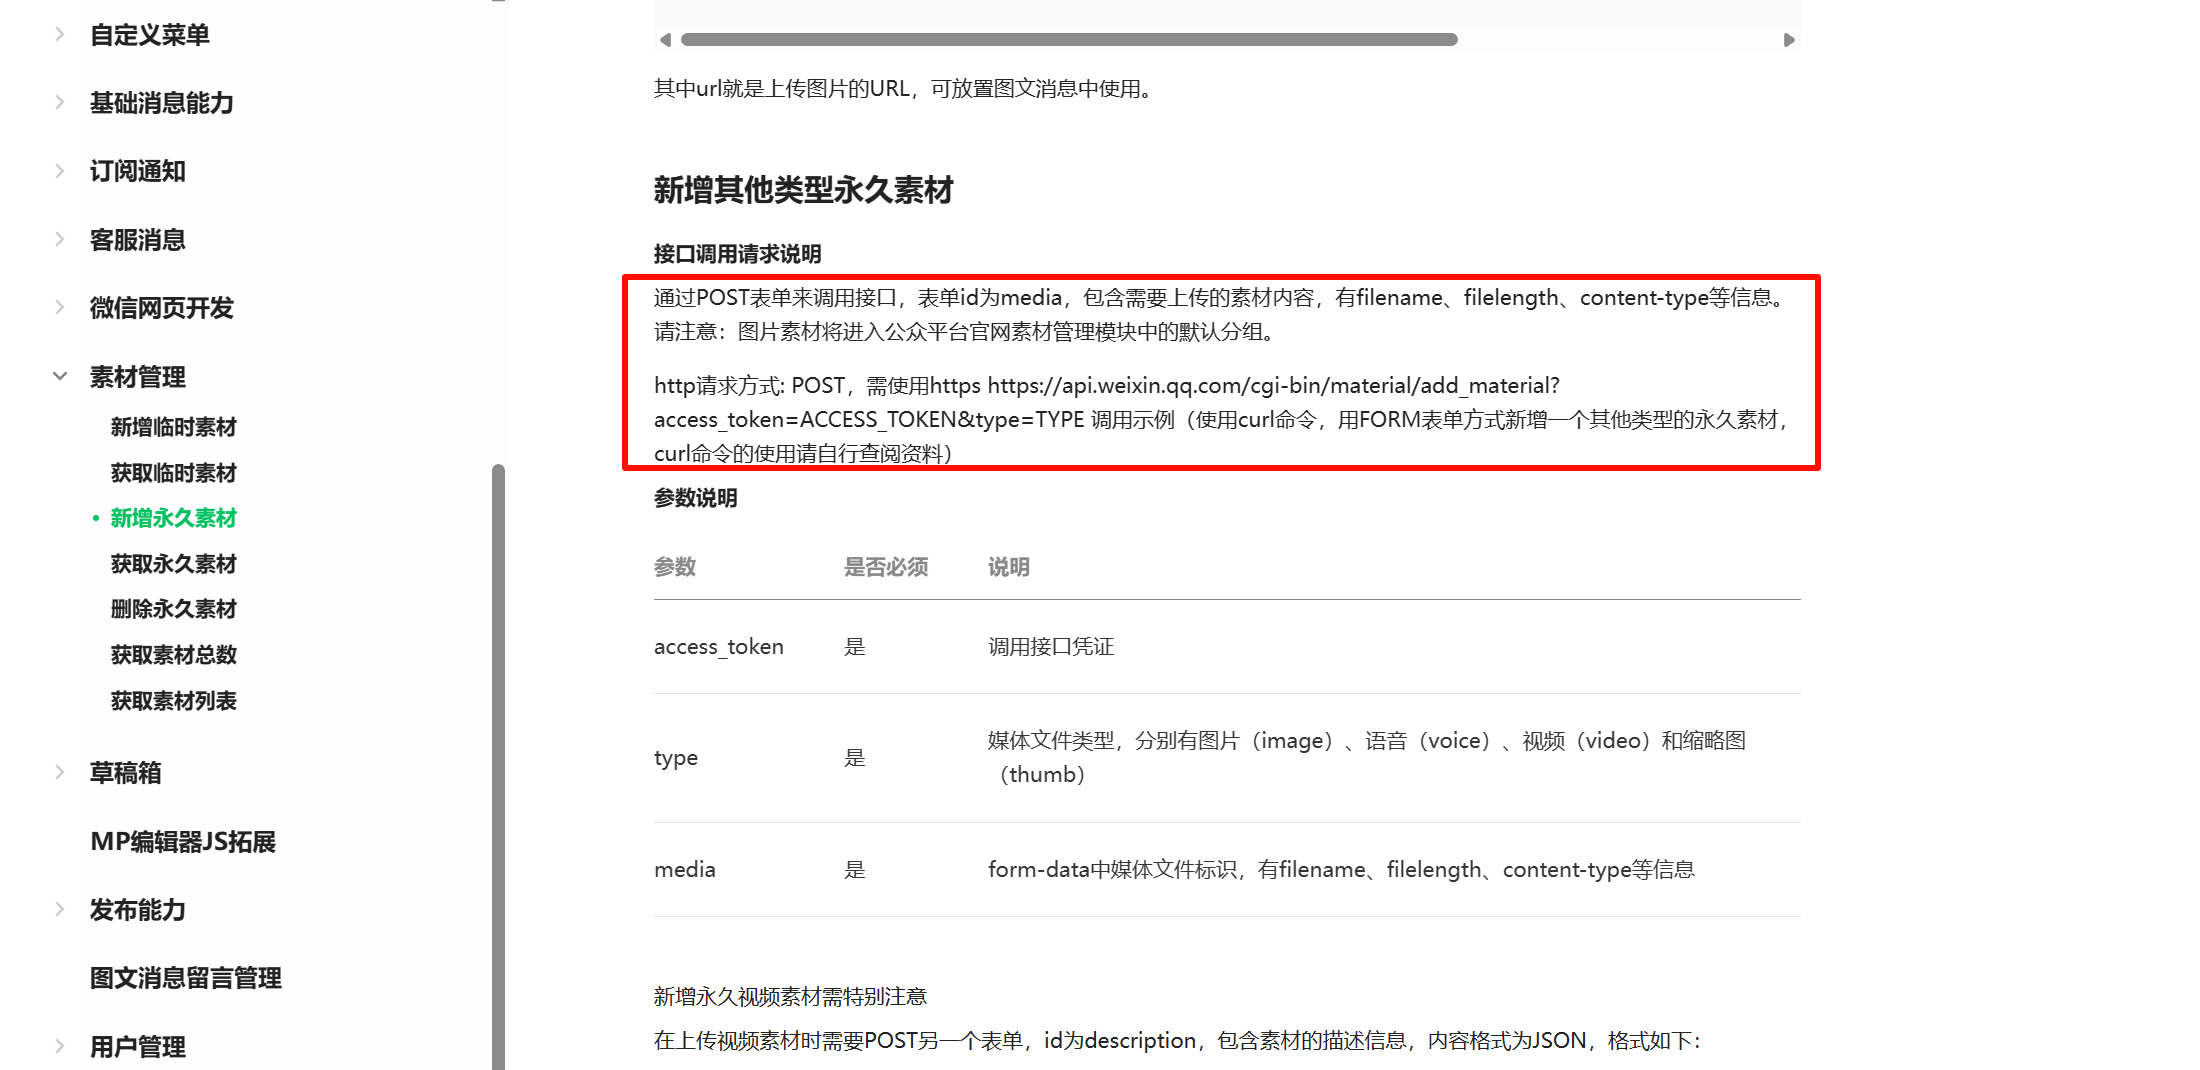 自定义菜单
基础消息能力
订阅通知
客服消息
微信网页开发
素材管理
新增临时素材
获取临时素材
新增永久素材
获取永久素材
删除永久素材
获取素材总数
获取素材列表
草稿箱
MP编辑器JS拓展
发布能力
图文消息留言管理
用户管理
其中url就是上传图片的URL，可放置图文消息中使用。
新增其他类型永久素材
接口调用请求说明
通过POST表单来调用接口，表单id为media，包含需要上传的素材内容，有filename、filelength、content-type等信息。
请注意：图片素材将进入公众平台官网素材管理模块中的默认分组。
http请求方式: POST，需使用https https://api.weixin.qq.com/cgi-bin/material/add_material?
access_token=ACCESS_TOKEN&type=TYPE 调用示例（使用curl命令，用FORM表单方式新增一个其他类型的永久素材，
curl命令的使用请自行查阅资料）
参数说明
参数 是否必须 说明
access_token 是 调用接口凭证
type 是 媒体文件类型，分别有图片（image）、语音（voice）、视频（video）和缩略图
（thumb）
media 是 form-data中媒体文件标识，有filename、filelength、content-type等信息
新增永久视频素材需特别注意
在上传视频素材时需要POST另一个表单，id为description，包含素材的描述信息，内容格式为JSON，格式如下：